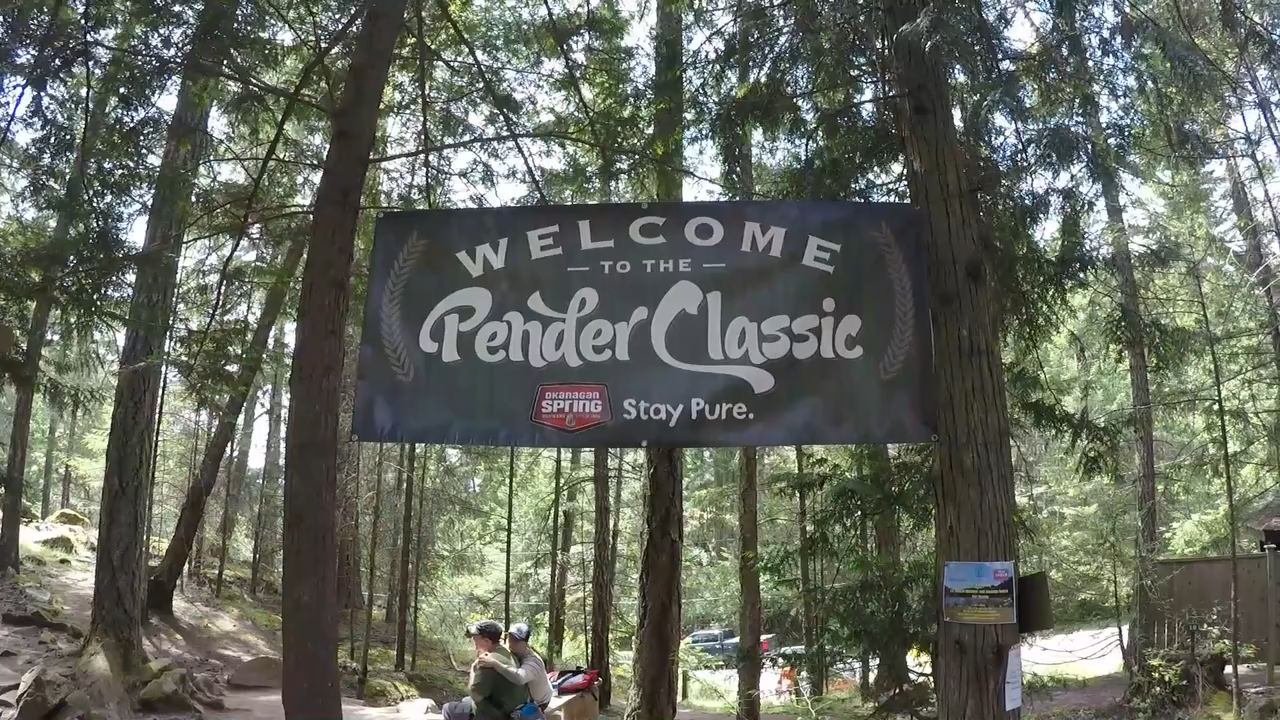 WELCOME
TO THE
Pender Classic
OKANAGAN
SPRING
Stay Pure.